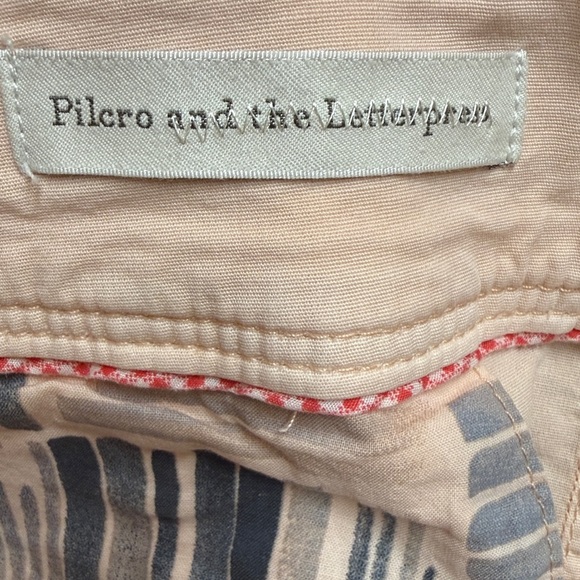 Pilcro and the Letterpress